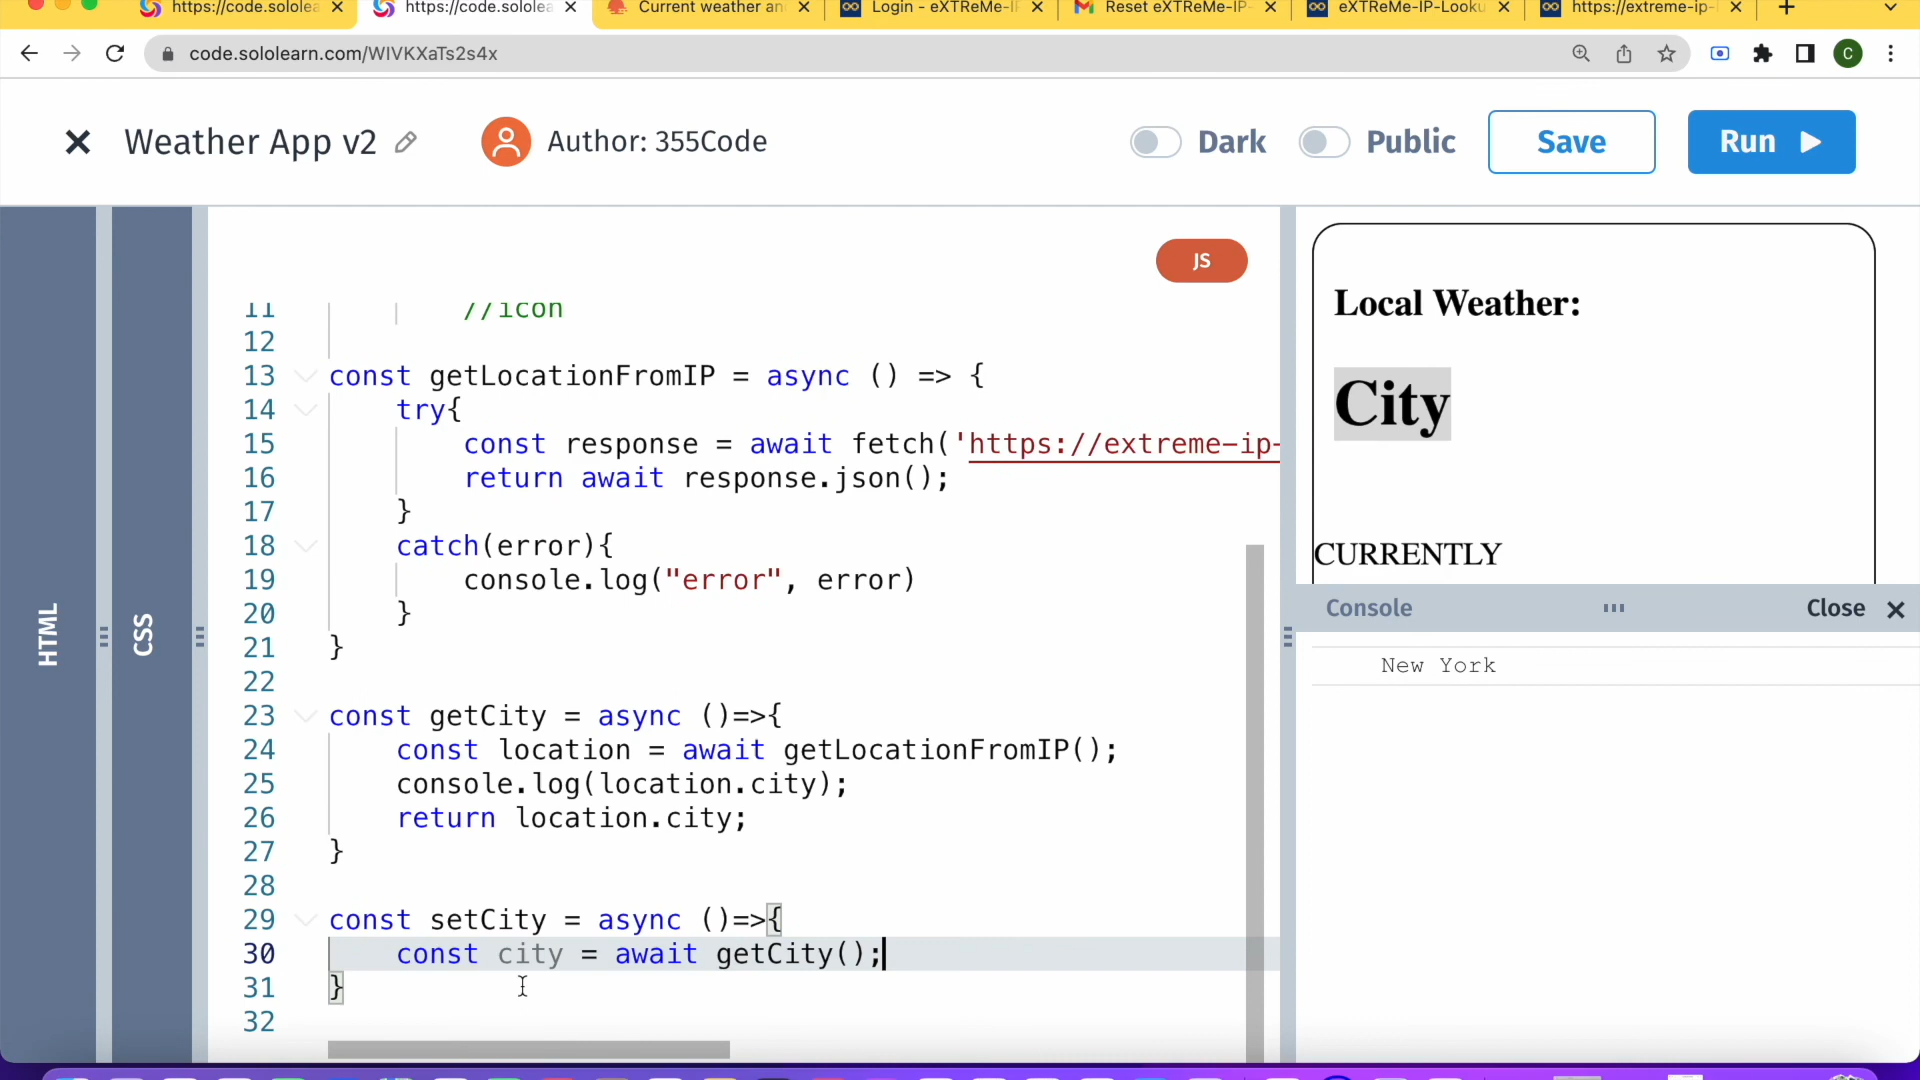 https://code.sololea
https://code.sololea
Current weather an
Login - eXTReMe-IP
Reset eXTReMe-IP-
eXTReMe-IP-Looku
https://extreme-ip-
code.sololearn.com/WIVKXaTs2s4x
C
Weather App v2
Author: 355Code
Dark
Public
Save
Run
HTML
CSS
JS
11 //icon
12
13 const getLocationFromIP = async () => {
14 try{
15 const response = await fetch('https://extreme-ip-
16 return await response.json();
17 }
18 catch(error){
19 console.log("error", error)
20 }
21 }
22
23 const getCity = async ()=>{
24 const location = await getLocationFromIP();
25 console.log(location.city);
26 return location.city;
27 }
28
29 const setCity = async ()=>{
30 const city = await getCity();
31 }
32
Local Weather:
City
CURRENTLY
Console
Close
New York